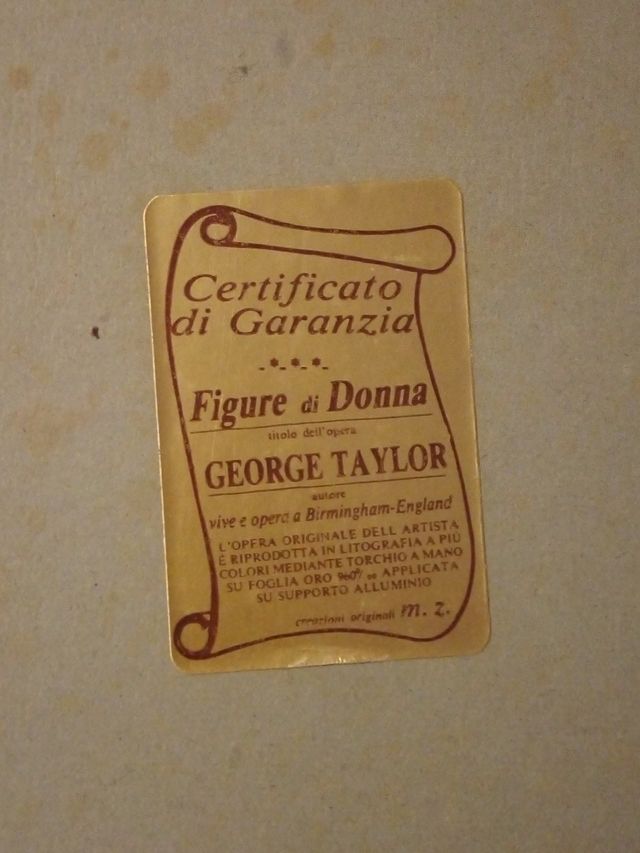 Certificato
di Garanzia
-*-*-*-
Figure di Donna
titolo dell'opera
GEORGE TAYLOR
autore
vive e opera a Birmingham-England
L'OPERA ORIGINALE DELL ARTISTA
È RIPRODOTTA IN LITOGRAFIA A PIÙ
COLORI MEDIANTE TORCHIO A MANO
SU FOGLIA ORO 960‰ APPLICATA
SU SUPPORTO ALLUMINIO
creazioni originali m. z.